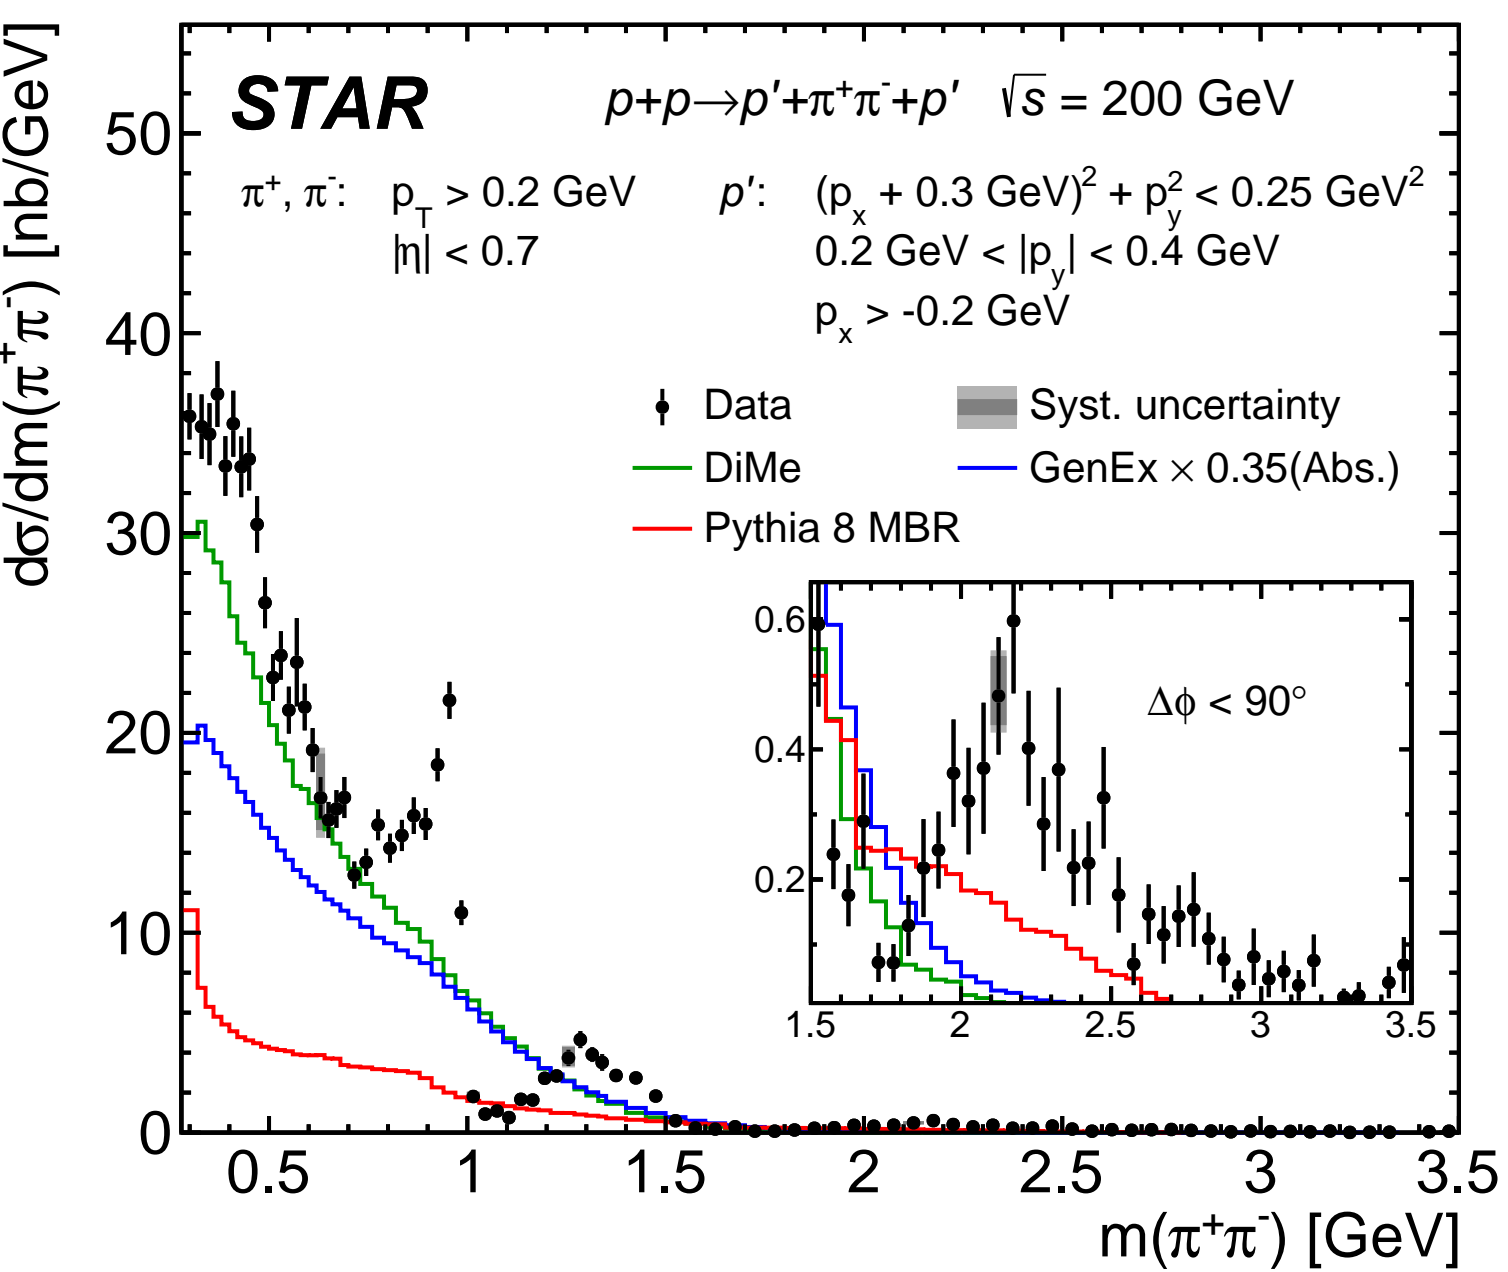 STAR
p+p→p′+π⁺π⁻+p′ √s = 200 GeV
π⁺, π⁻: p_T > 0.2 GeV
|η| < 0.7
p′: (p_x + 0.3 GeV)² + p_y² < 0.25 GeV²
0.2 GeV < |p_y| < 0.4 GeV
p_x > -0.2 GeV
Data
Syst. uncertainty
DiMe
GenEx × 0.35(Abs.)
Pythia 8 MBR
Δϕ < 90°
0.6
0.4
0.2
1.5 2 2.5 3 3.5
dσ/dm(π⁺π⁻) [nb/GeV]
50
40
30
20
10
0
0.5 1 1.5 2 2.5 3 3.5
m(π⁺π⁻) [GeV]